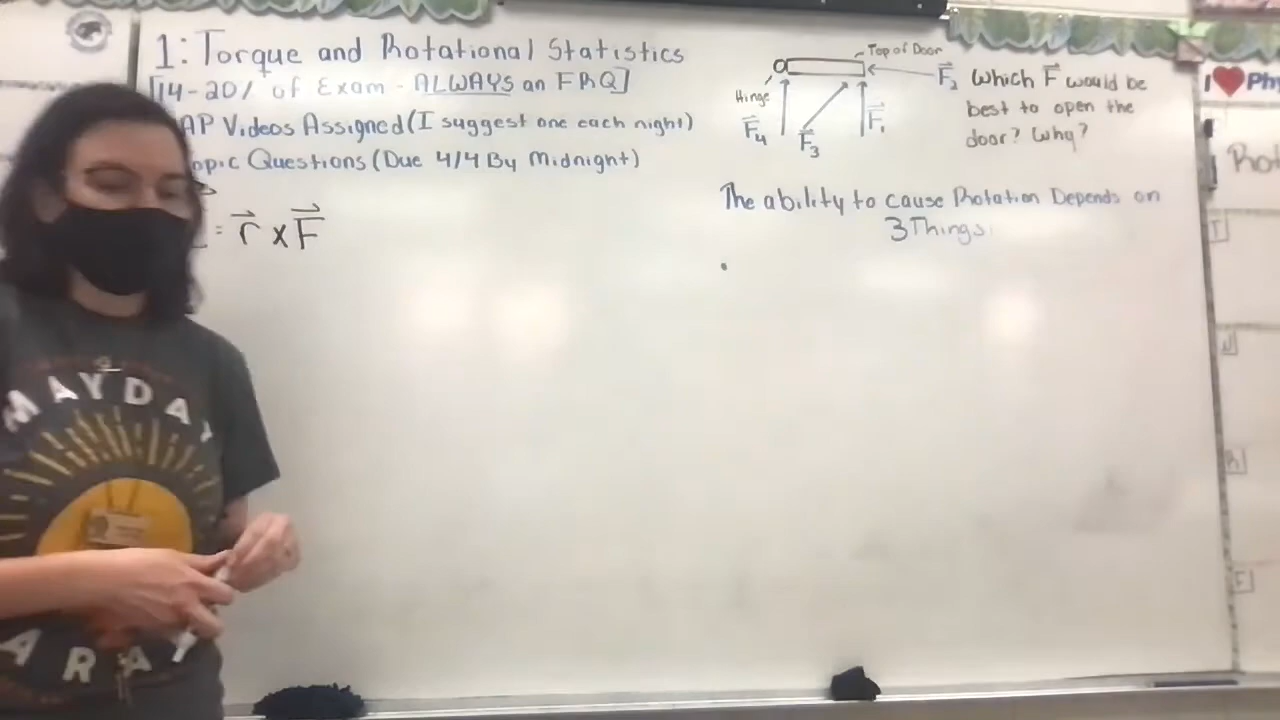 1: Torque and Rotational Statistics
[14-20% of Exam - ALWAYS an FRQ]
AP Videos Assigned (I suggest one each night)
opic Questions (Due 4/4 By Midnight)
= r⃗ x F⃗
Top of Door
Hinge
F⃗₄
F⃗₃
F⃗₁
F⃗₂
Which F⃗ would be
best to open the
door? Why?
The ability to cause Rotation Depends on
3 Things:
I ❤ Phy
Rot
T
W
R
F
MAYDAY